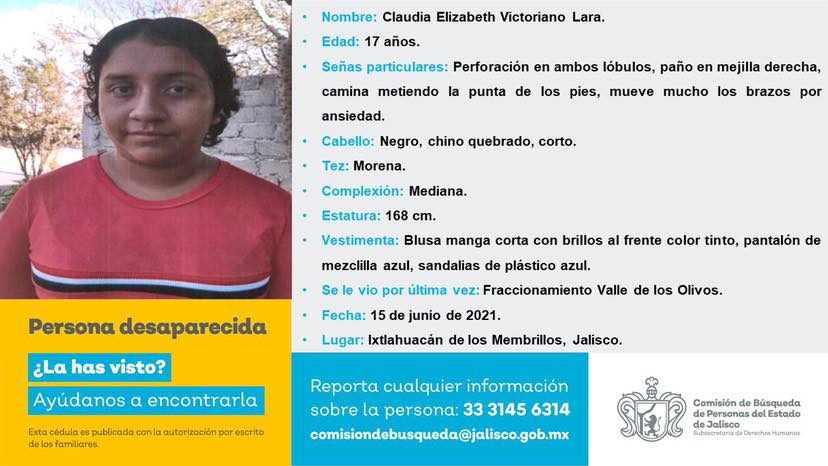 Nombre: Claudia Elizabeth Victoriano Lara.
Edad: 17 años.
Señas particulares: Perforación en ambos lóbulos, paño en mejilla derecha,
camina metiendo la punta de los pies, mueve mucho los brazos por
ansiedad.
Cabello: Negro, chino quebrado, corto.
Tez: Morena.
Complexión: Mediana.
Estatura: 168 cm.
Vestimenta: Blusa manga corta con brillos al frente color tinto, pantalón de
mezclilla azul, sandalias de plástico azul.
Se le vio por última vez: Fraccionamiento Valle de los Olivos.
Fecha: 15 de junio de 2021.
Lugar: Ixtlahuacán de los Membrillos, Jalisco.
Persona desaparecida
¿La has visto?
Ayúdanos a encontrarla
Esta cédula es publicada con la autorización por escrito
de los familiares.
Reporta cualquier información
sobre la persona: 33 3145 6314
comisiondebusqueda@jalisco.gob.mx
Comisión de Búsqueda
de Personas del Estado
de Jalisco
Subsecretaría de Derechos Humanos